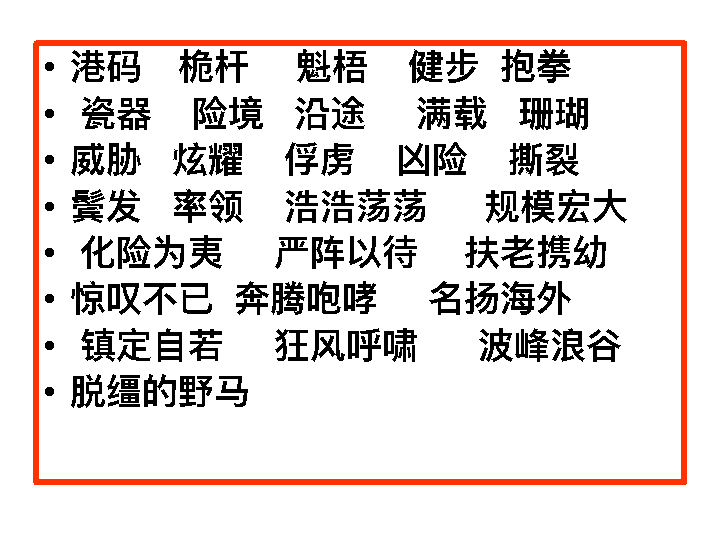 • 港码 桅杆 魁梧 健步 抱拳
• 瓷器 险境 沿途 满载 珊瑚
• 威胁 炫耀 俘虏 凶险 撕裂
• 鬓发 率领 浩浩荡荡 规模宏大
• 化险为夷 严阵以待 扶老携幼
• 惊叹不已 奔腾咆哮 名扬海外
• 镇定自若 狂风呼啸 波峰浪谷
• 脱缰的野马